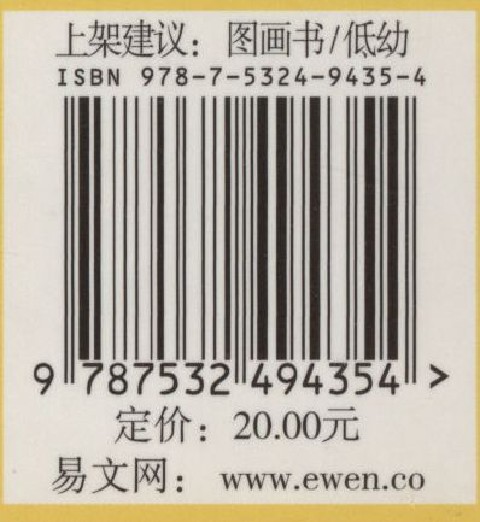 上架建议：图画书/低幼
ISBN 978-7-5324-9435-4
9 787532 494354 >
定价：20.00元
易文网：www.ewen.co